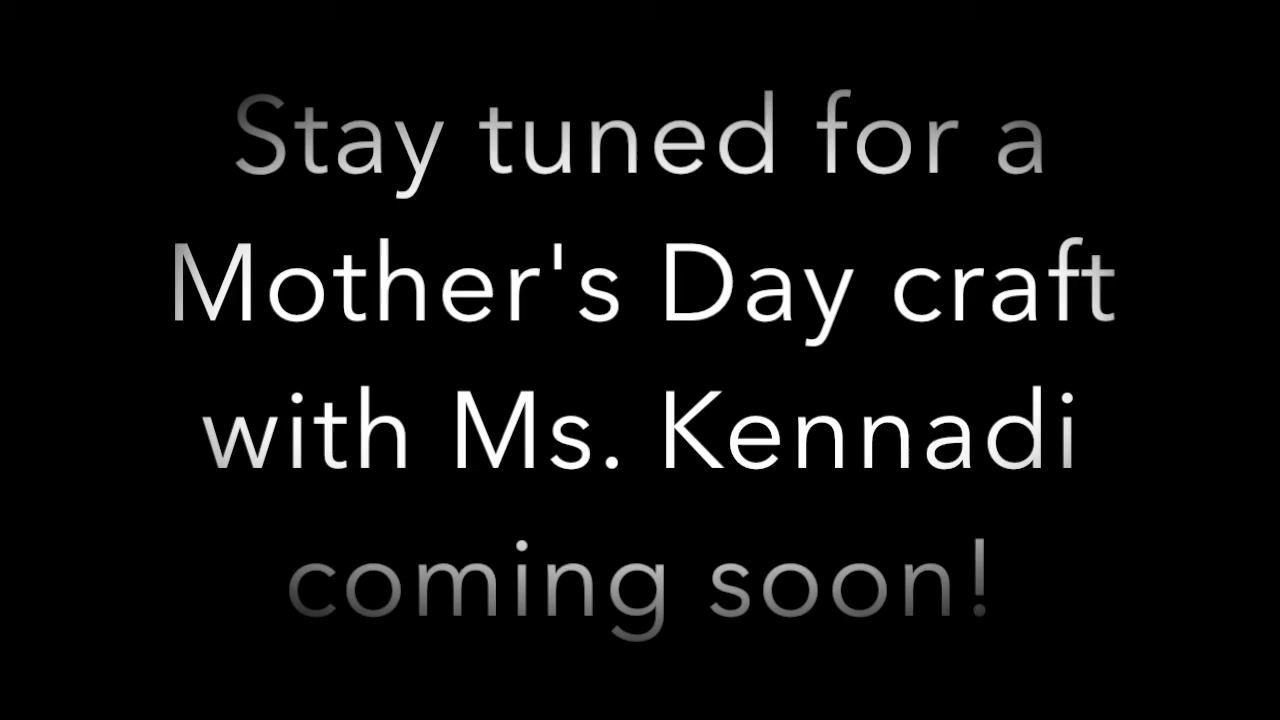 Stay tuned for a
Mother's Day craft
with Ms. Kennadi
coming soon!